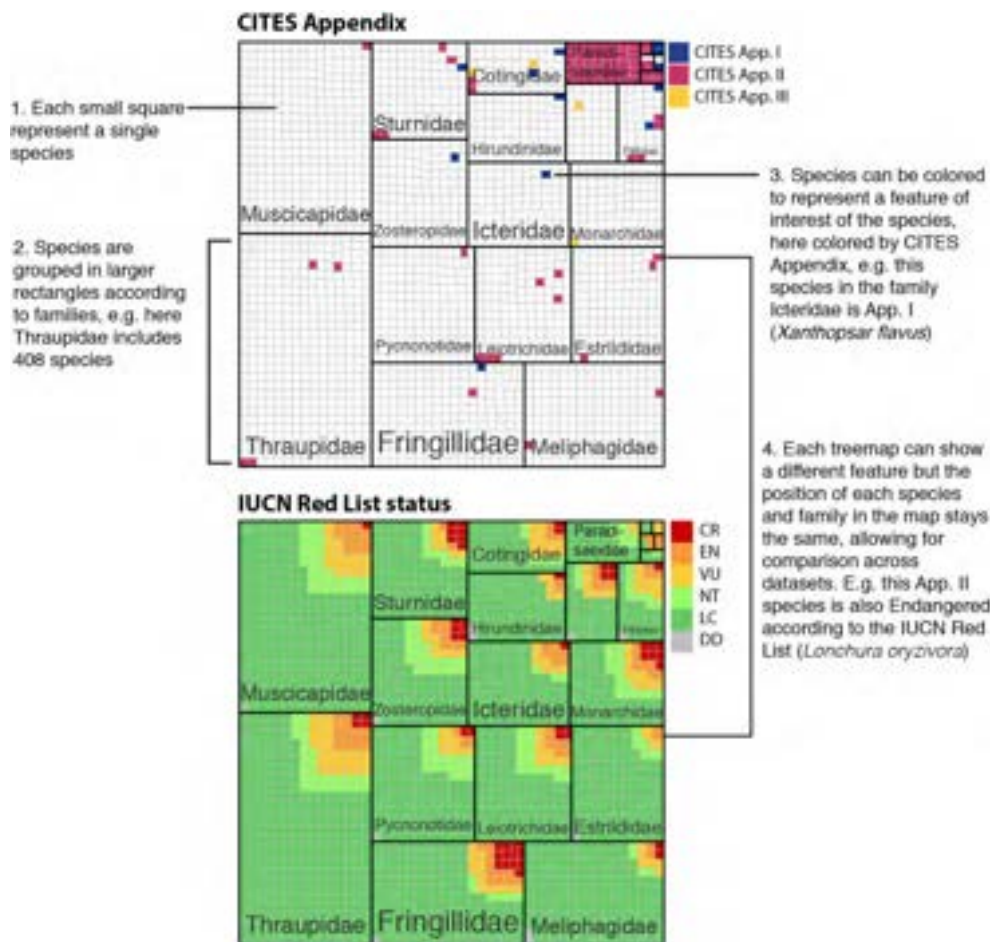 CITES Appendix
CITES App. I
CITES App. II
CITES App. III
1. Each small square
represent a single
species
Cotingidae
Sturnidae
Hirundinidae
Muscicapidae
Zosteropidae
Icteridae
Monarchidae
3. Species can be colored
to represent a feature of
interest of the species,
here colored by CITES
Appendix, e.g. this
species in the family
Icteridae is App. I
(Xanthopsar flavus)
2. Species are
grouped in larger
rectangles according
to families, e.g. here
Thraupidae includes
408 species
Pycnonotidae
Leiotrichidae
Estrildidae
Thraupidae
Fringillidae
Meliphagidae
4. Each treemap can show
a different feature but the
position of each species
and family in the map stays
the same, allowing for
comparison across
datasets. E.g. this App. II
species is also Endangered
according to the IUCN Red
List (Lonchura oryzivora)
IUCN Red List status
CR
EN
VU
NT
LC
DD
Cotingidae
Paradi-
saeidae
Sturnidae
Hirundinidae
Muscicapidae
Zosteropidae
Icteridae
Monarchidae
Pycnonotidae
Leiotrichidae
Estrildidae
Thraupidae
Fringillidae
Meliphagidae